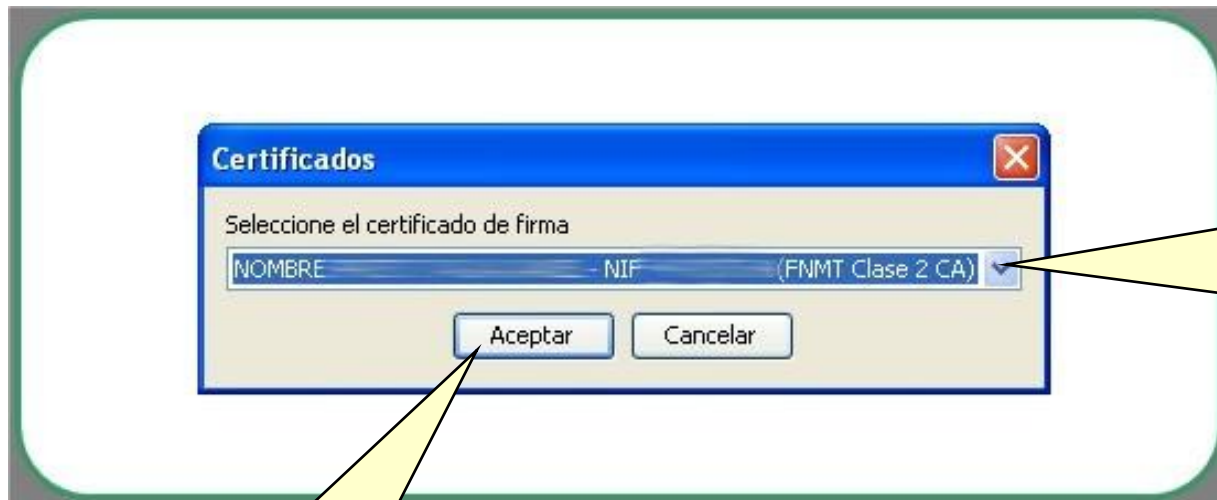 Certificados
Seleccione el certificado de firma
NOMBRE - NIF (FNMT Clase 2 CA)
Aceptar Cancelar